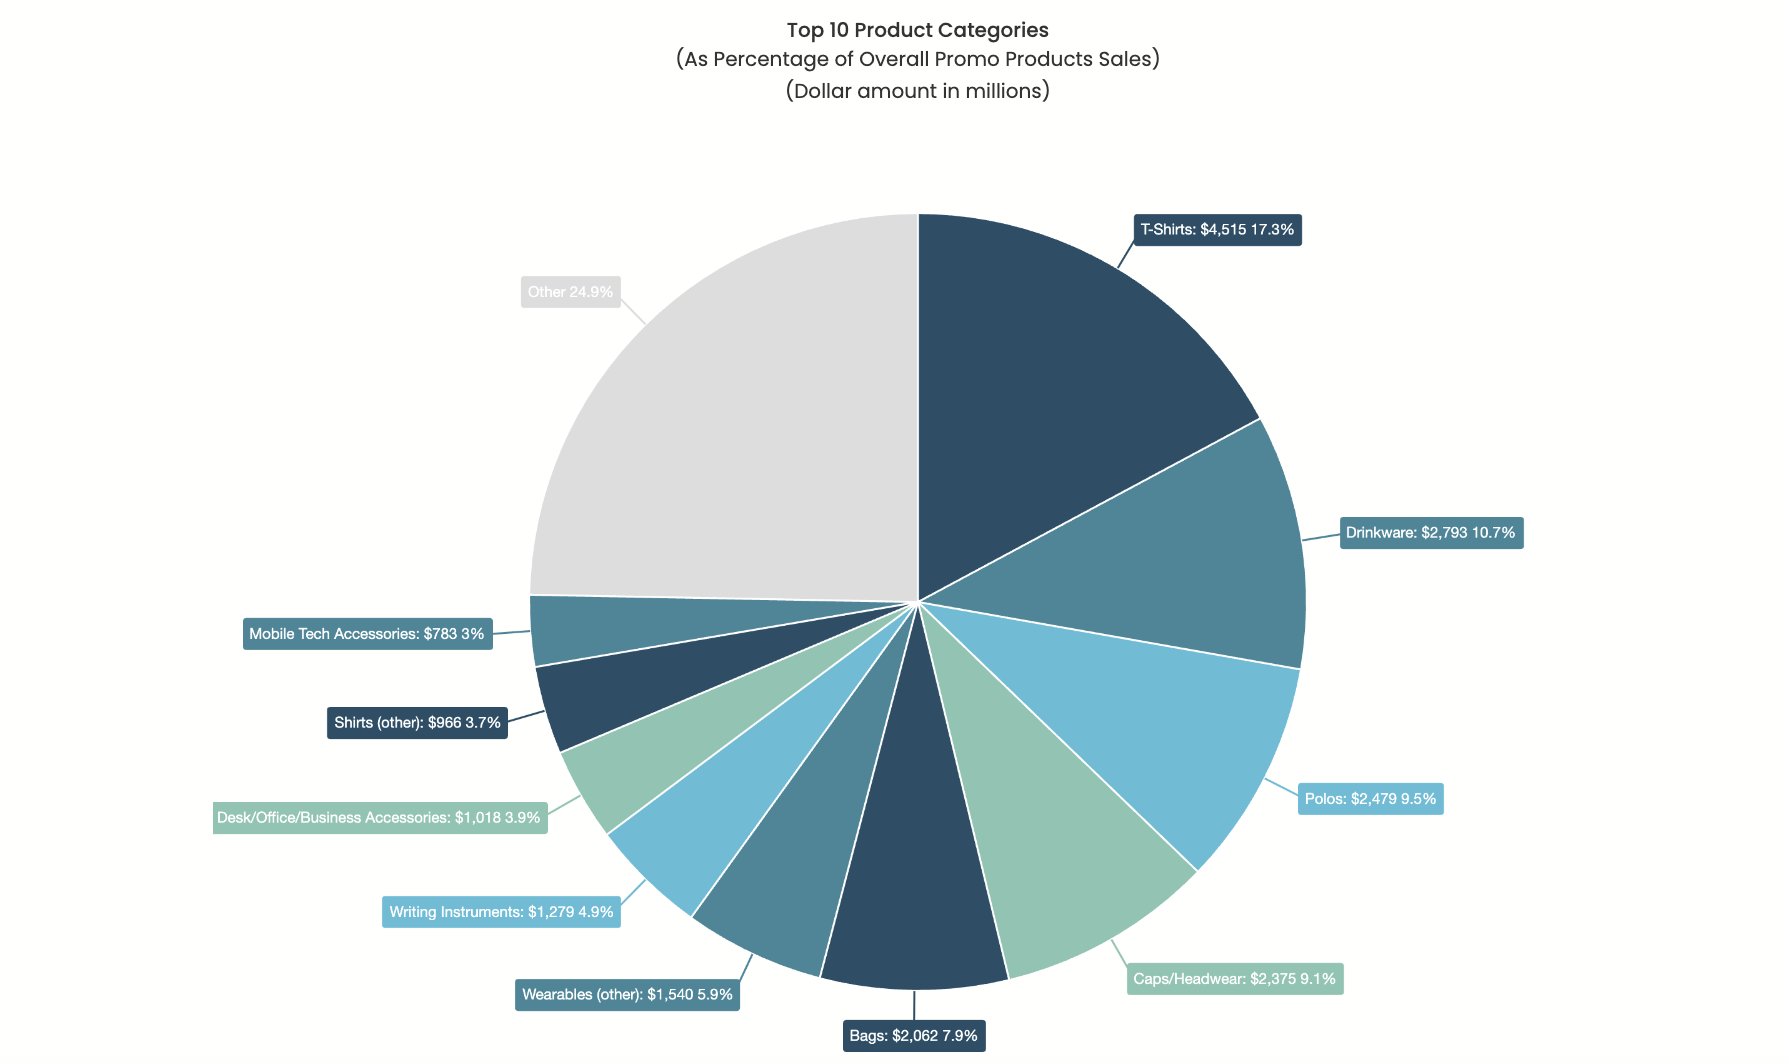 Top 10 Product Categories
(As Percentage of Overall Promo Products Sales)
(Dollar amount in millions)
T-Shirts: $4,515 17.3%
Other 24.9%
Drinkware: $2,793 10.7%
Mobile Tech Accessories: $783 3%
Shirts (other): $966 3.7%
Polos: $2,479 9.5%
Desk/Office/Business Accessories: $1,018 3.9%
Writing Instruments: $1,279 4.9%
Caps/Headwear: $2,375 9.1%
Wearables (other): $1,540 5.9%
Bags: $2,062 7.9%